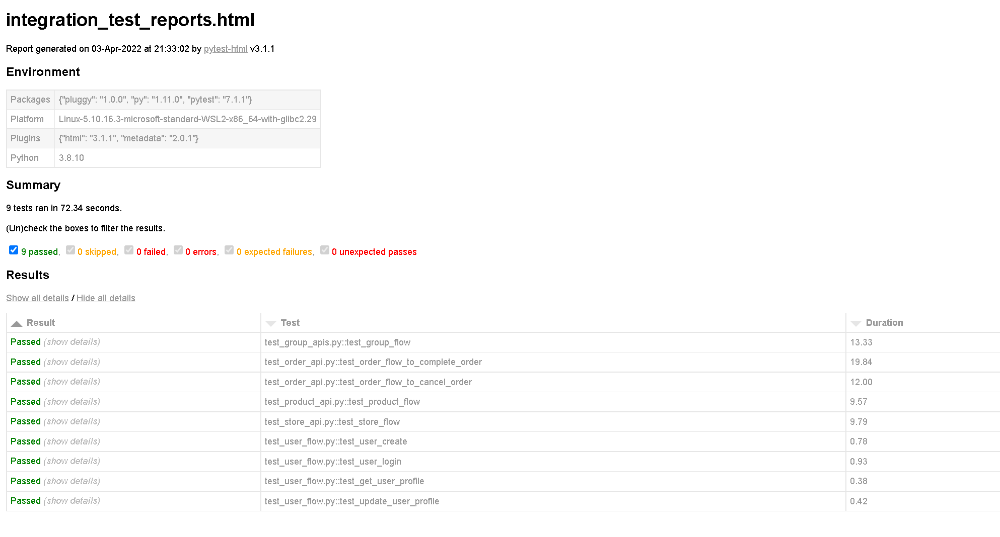 integration_test_reports.html
Report generated on 03-Apr-2022 at 21:33:02 by pytest-html v3.1.1
Environment
Packages {"pluggy": "1.0.0", "py": "1.11.0", "pytest": "7.1.1"}
Platform Linux-5.10.16.3-microsoft-standard-WSL2-x86_64-with-glibc2.29
Plugins {"html": "3.1.1", "metadata": "2.0.1"}
Python 3.8.10
Summary
9 tests ran in 72.34 seconds.
(Un)check the boxes to filter the results.
9 passed, 0 skipped, 0 failed, 0 errors, 0 expected failures, 0 unexpected passes
Results
Show all details / Hide all details
Result Test Duration
Passed (show details) test_group_apis.py::test_group_flow 13.33
Passed (show details) test_order_api.py::test_order_flow_to_complete_order 19.84
Passed (show details) test_order_api.py::test_order_flow_to_cancel_order 12.00
Passed (show details) test_product_api.py::test_product_flow 9.57
Passed (show details) test_store_api.py::test_store_flow 9.79
Passed (show details) test_user_flow.py::test_user_create 0.78
Passed (show details) test_user_flow.py::test_user_login 0.93
Passed (show details) test_user_flow.py::test_get_user_profile 0.38
Passed (show details) test_user_flow.py::test_update_user_profile 0.42